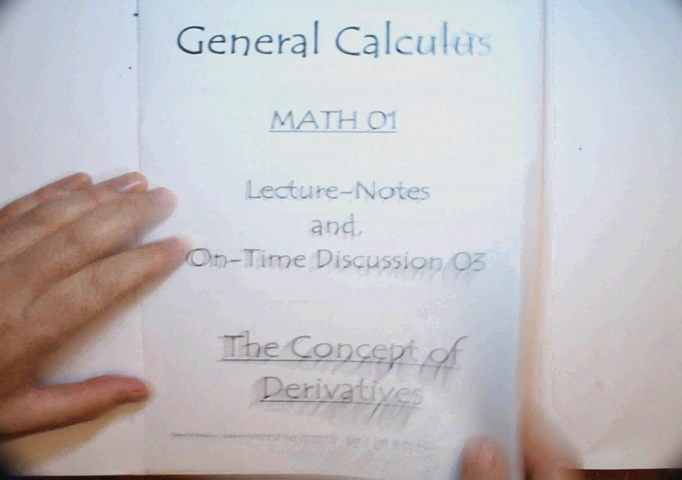 General Calculus
MATH 01
Lecture-Notes
and,
On-Time Discussion 03
The Concept of
Derivatives